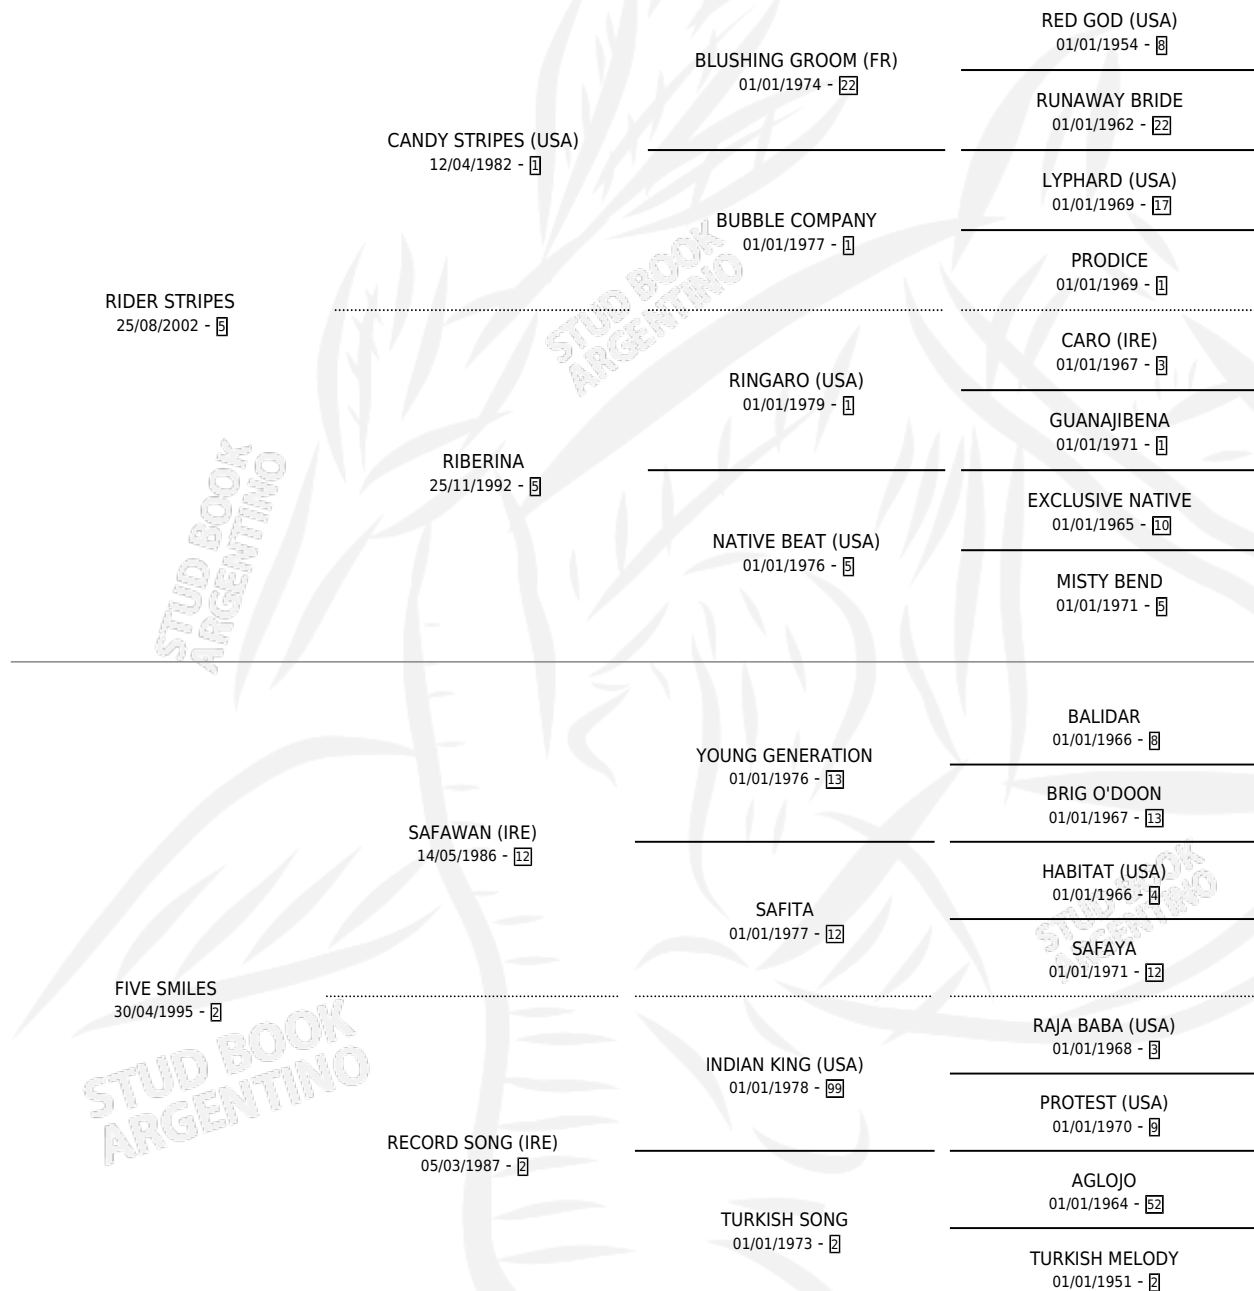 RED GOD (USA)
01/01/1954 - 8
BLUSHING GROOM (FR)
01/01/1974 - 22
RUNAWAY BRIDE
01/01/1962 - 22
CANDY STRIPES (USA)
12/04/1982 - 1
LYPHARD (USA)
01/01/1969 - 17
BUBBLE COMPANY
01/01/1977 - 1
PRODICE
01/01/1969 - 1
RIDER STRIPES
25/08/2002 - 5
STUD BOOK
ARGENTINO
CARO (IRE)
01/01/1967 - 3
RINGARO (USA)
01/01/1979 - 1
GUANAJIBENA
01/01/1971 - 1
RIBERINA
25/11/1992 - 5
EXCLUSIVE NATIVE
01/01/1965 - 10
NATIVE BEAT (USA)
01/01/1976 - 5
MISTY BEND
01/01/1971 - 5
STUD BOOK
ARGENTINO
BALIDAR
01/01/1966 - 8
YOUNG GENERATION
01/01/1976 - 13
BRIG O'DOON
01/01/1967 - 13
SAFAWAN (IRE)
14/05/1986 - 12
HABITAT (USA)
01/01/1966 - 4
SAFITA
01/01/1977 - 12
STUD BOOK
ARGENTINO
SAFAYA
01/01/1971 - 12
FIVE SMILES
30/04/1995 - 2
STUD BOOK
ARGENTINO
RAJA BABA (USA)
01/01/1968 - 3
INDIAN KING (USA)
01/01/1978 - 99
PROTEST (USA)
01/01/1970 - 9
RECORD SONG (IRE)
05/03/1987 - 2
AGLOJO
01/01/1964 - 52
TURKISH SONG
01/01/1973 - 2
TURKISH MELODY
01/01/1951 - 2